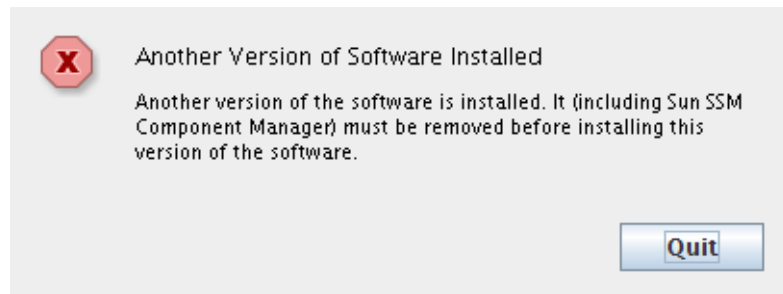 Another Version of Software Installed
Another version of the software is installed. It (including Sun SSM
Component Manager) must be removed before installing this
version of the software.
Quit